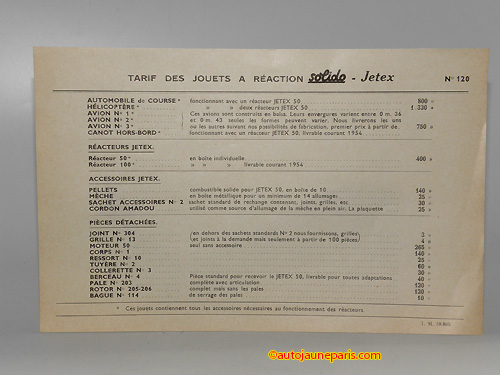 TARIF DES JOUETS A RÉACTION solido - Jetex N° 120
AUTOMOBILE de COURSE* fonctionnant avec un réacteur JETEX 50 800 »
HÉLICOPTÈRE* » » deux réacteurs JETEX 50 1.330 »
AVION N° 1* Ces avions sont construits en balsa. Leurs envergures varient entre 0 m. 26
AVION N° 2* et 0 m. 43 seules les formes peuvent varier. Nous livrerons les uns
AVION N° 3* ou les autres suivant nos possibilités de fabrication, premier prix à partir de 700 »
CANOT HORS-BORD* fonctionnant avec un réacteur JETEX 50, livrable courant 1954
RÉACTEURS JETEX.
Réacteur 50* en boîte individuelle 400 »
Réacteur 100* » » » livrable courant 1954
ACCESSOIRES JETEX.
PELLETS combustible solide pour JETEX 50, en boîte de 10 140 »
MÈCHE en boîte métallique pour un minimum de 14 allumages 25 »
SACHET ACCESSOIRES N° 2 sachet standard de rechange contenant, joints, grilles, etc 30 »
CORDON AMADOU utilisé comme source d'allumage de la mèche en plein air. La plaquette 25 »
PIÈCES DÉTACHÉES.
JOINT N° 304 (en dehors des sachets standards N° 2 nous fournissons, grilles) 2 »
GRILLE N° 13 (et joints à la demande mais seulement à partir de 100 pièces) 4 »
MOTEUR 50 seul sans accessoire 265 »
CORPS N° 1 140 »
RESSORT N° 10 25 »
TUYÈRE N° 2 60 »
COLLERETTE N° 3 30 »
BERCEAU N° 4 Pièce standard pour recevoir le JETEX 50, livrable pour toutes adaptations 40 »
PALE N° 203 complète avec articulation 120 »
ROTOR N° 205-206 complet mais sans les pales 130 »
BAGUE N° 114 de serrage des pales 10 »
* Ces jouets contiennent tous les accessoires nécessaires au fonctionnement des réacteurs.
©autojauneparis.com